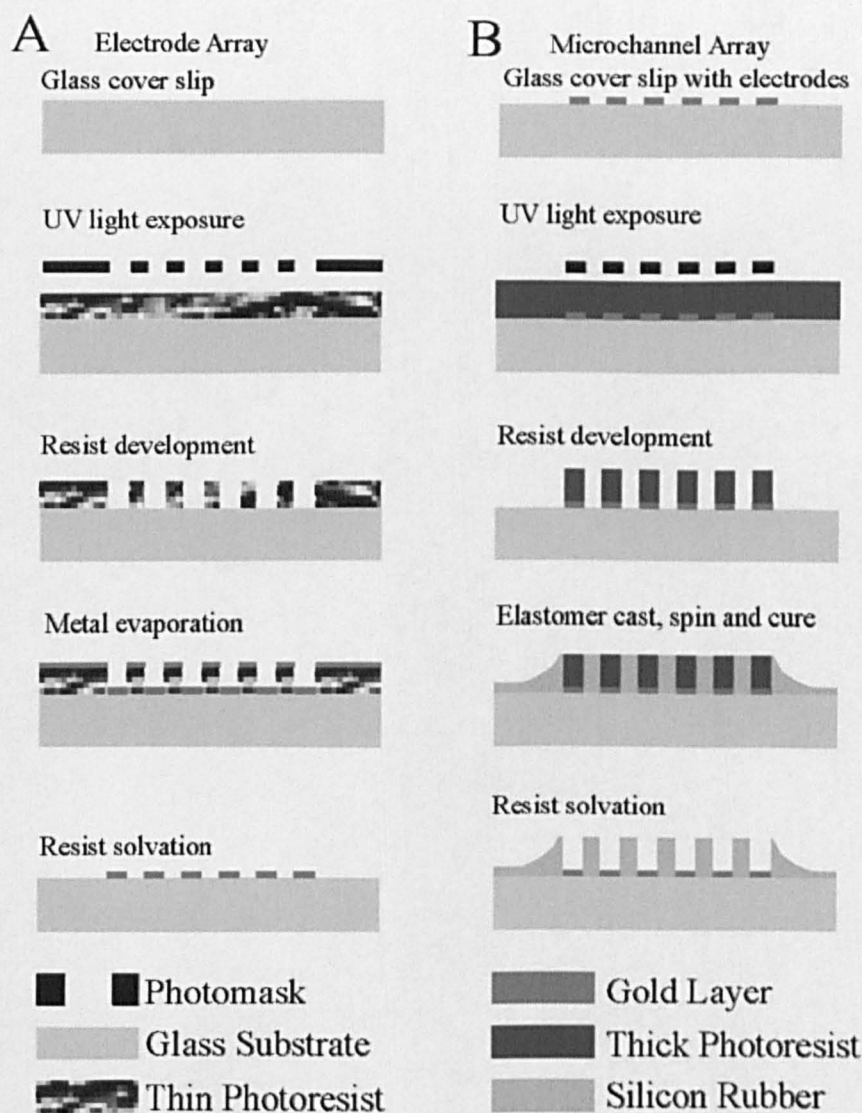 A
Electrode Array
Glass cover slip
UV light exposure
Resist development
Metal evaporation
Resist solvation
Photomask
Glass Substrate
Thin Photoresist
B
Microchannel Array
Glass cover slip with electrodes
UV light exposure
Resist development
Elastomer cast, spin and cure
Resist solvation
Gold Layer
Thick Photoresist
Silicon Rubber